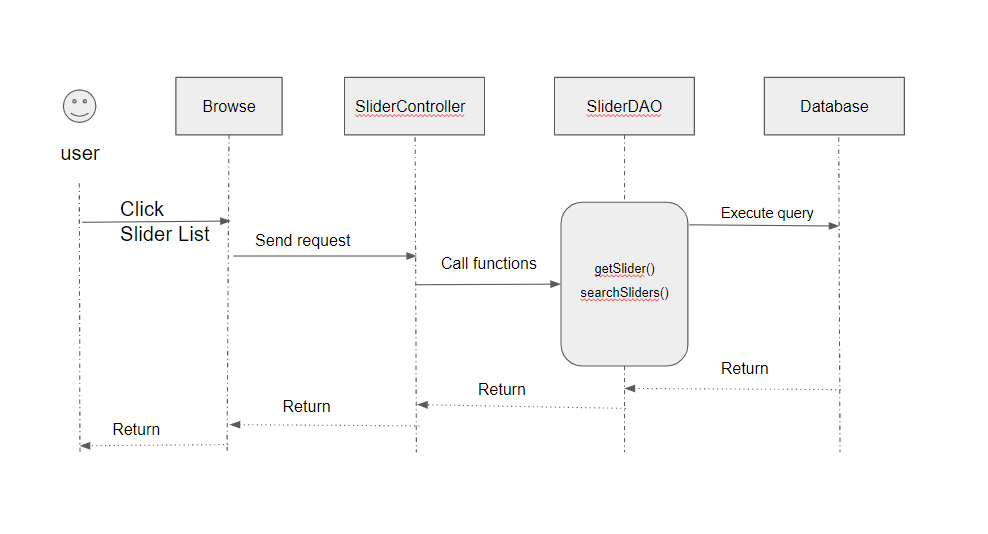 Browse
SliderController
SliderDAO
Database
user
Click
Slider List
Send request
Call functions
Execute query
getSlider()
searchSliders()
Return
Return
Return
Return